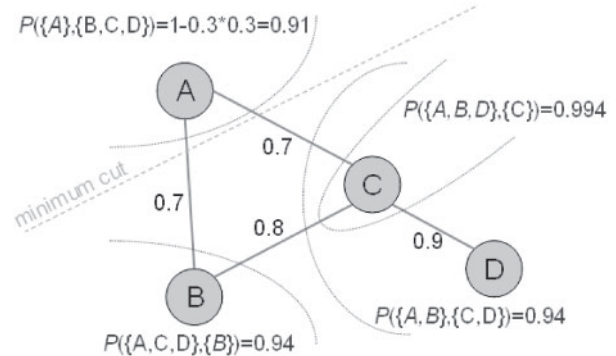 P({A},{B,C,D})=1-0.3*0.3=0.91
A
P({A,B,D},{C})=0.994
0.7
minimum cut
C
0.7
0.8
0.9
D
B
P({A,B},{C,D})=0.94
P({A,C,D},{B})=0.94